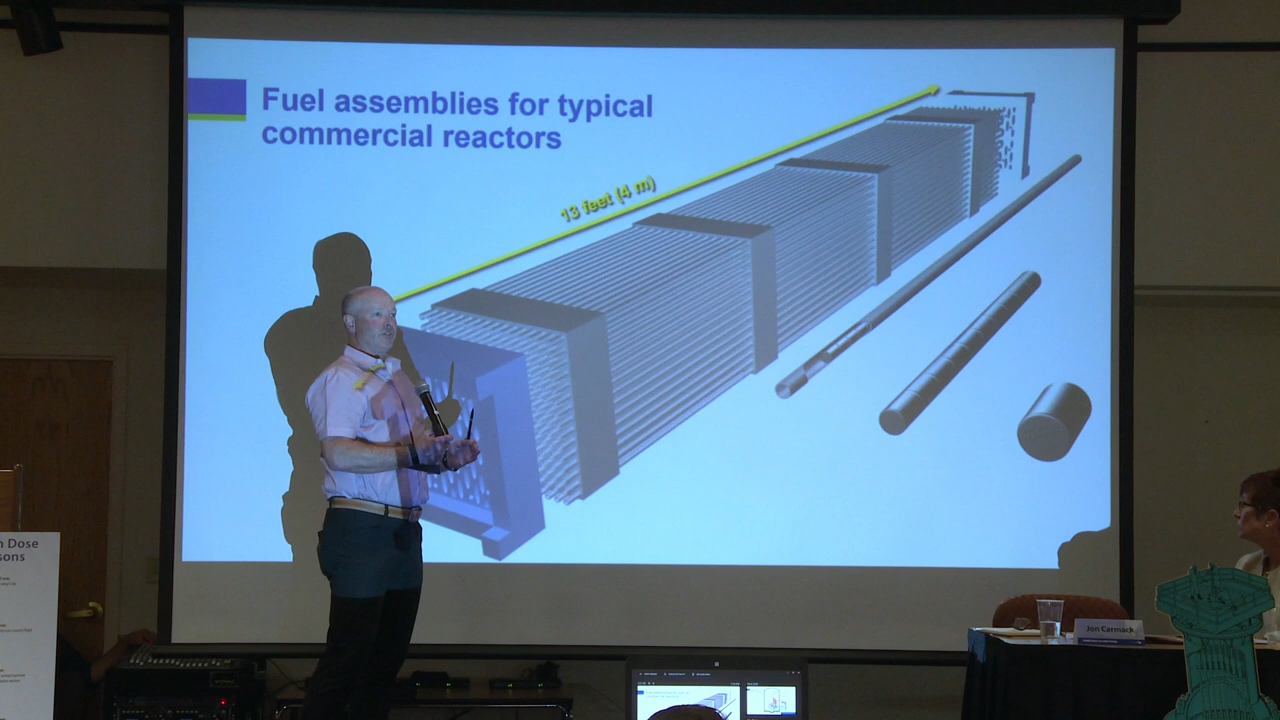 Fuel assemblies for typical
commercial reactors
13 feet (4 m)
n Dose
sons
Jon Carmack